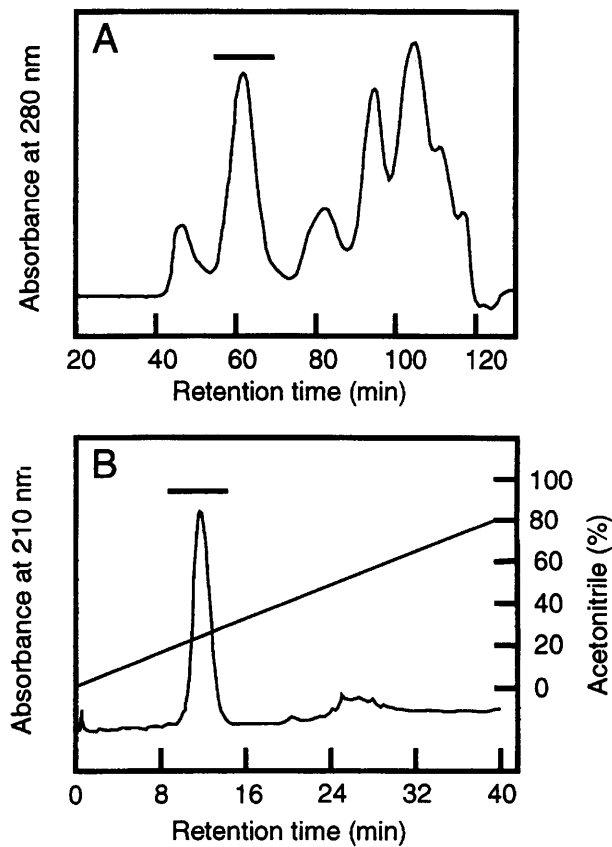 A
Absorbance at 280 nm
20 40 60 80 100 120
Retention time (min)
B
Absorbance at 210 nm
100
80
60
40
20
0
Acetonitrile (%)
0 8 16 24 32 40
Retention time (min)